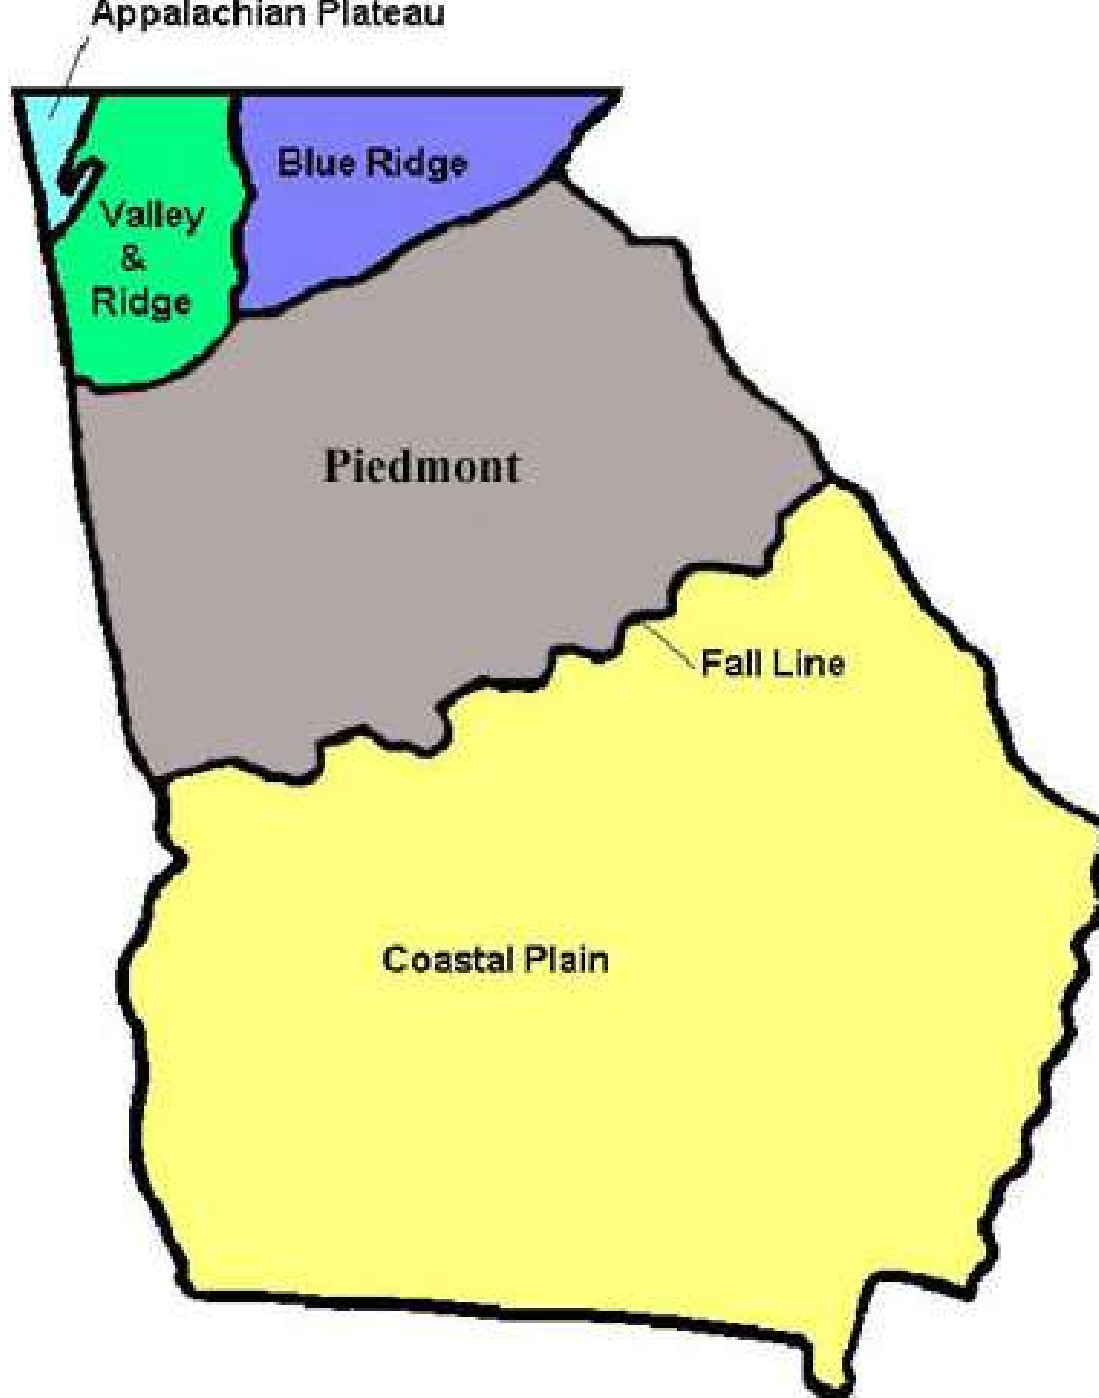 Appalachian Plateau
Blue Ridge
Valley
&
Ridge
Piedmont
Fall Line
Coastal Plain